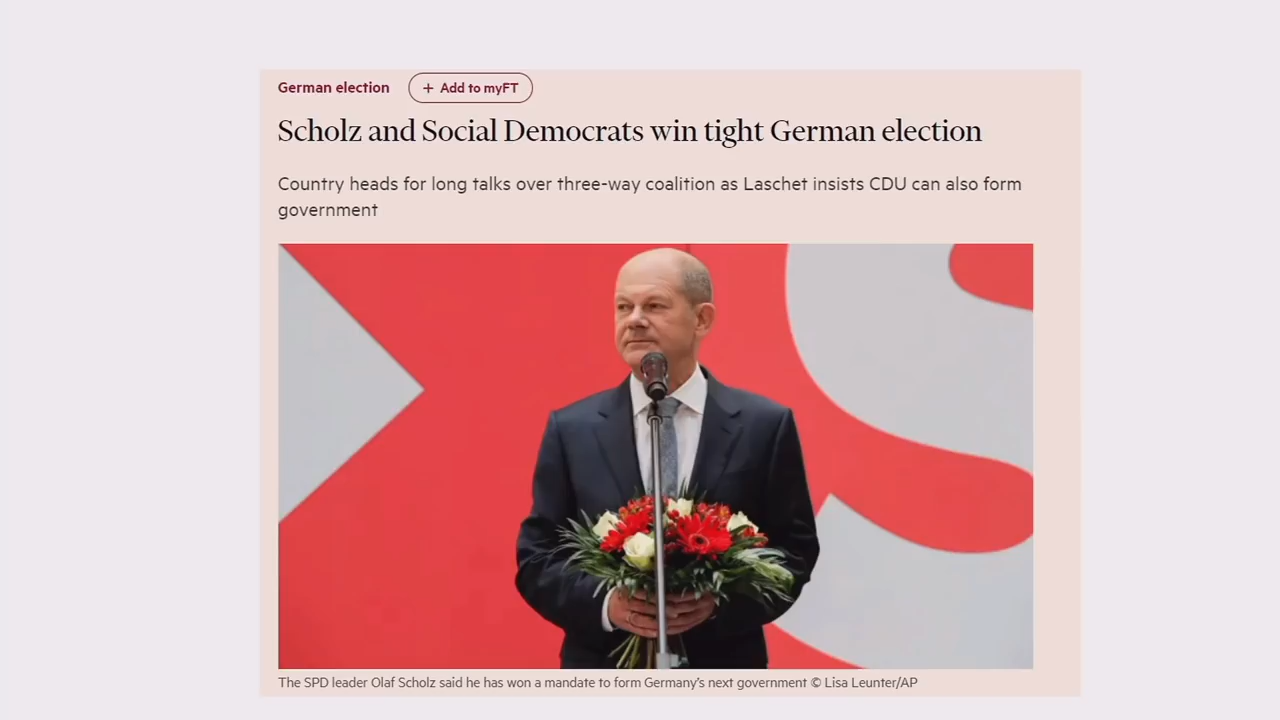 German election
+ Add to myFT
Scholz and Social Democrats win tight German election
Country heads for long talks over three-way coalition as Laschet insists CDU can also form
government
The SPD leader Olaf Scholz said he has won a mandate to form Germany's next government © Lisa Leunter/AP